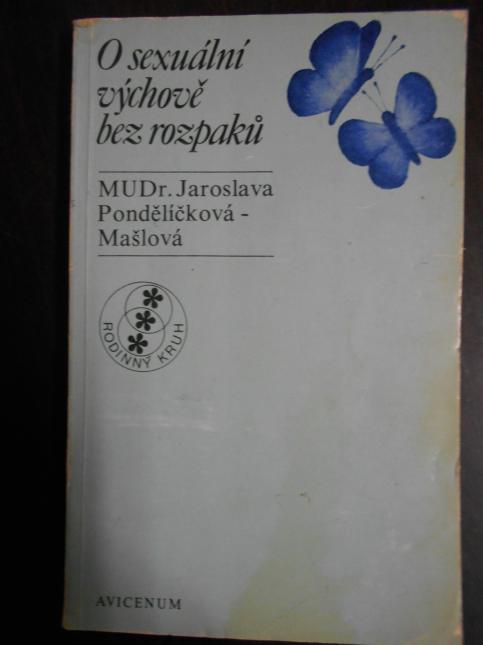 O sexuální
výchově
bez rozpaků
MUDr. Jaroslava
Pondělíčková -
Mašlová
RODINNÝ KRUH
AVICENUM